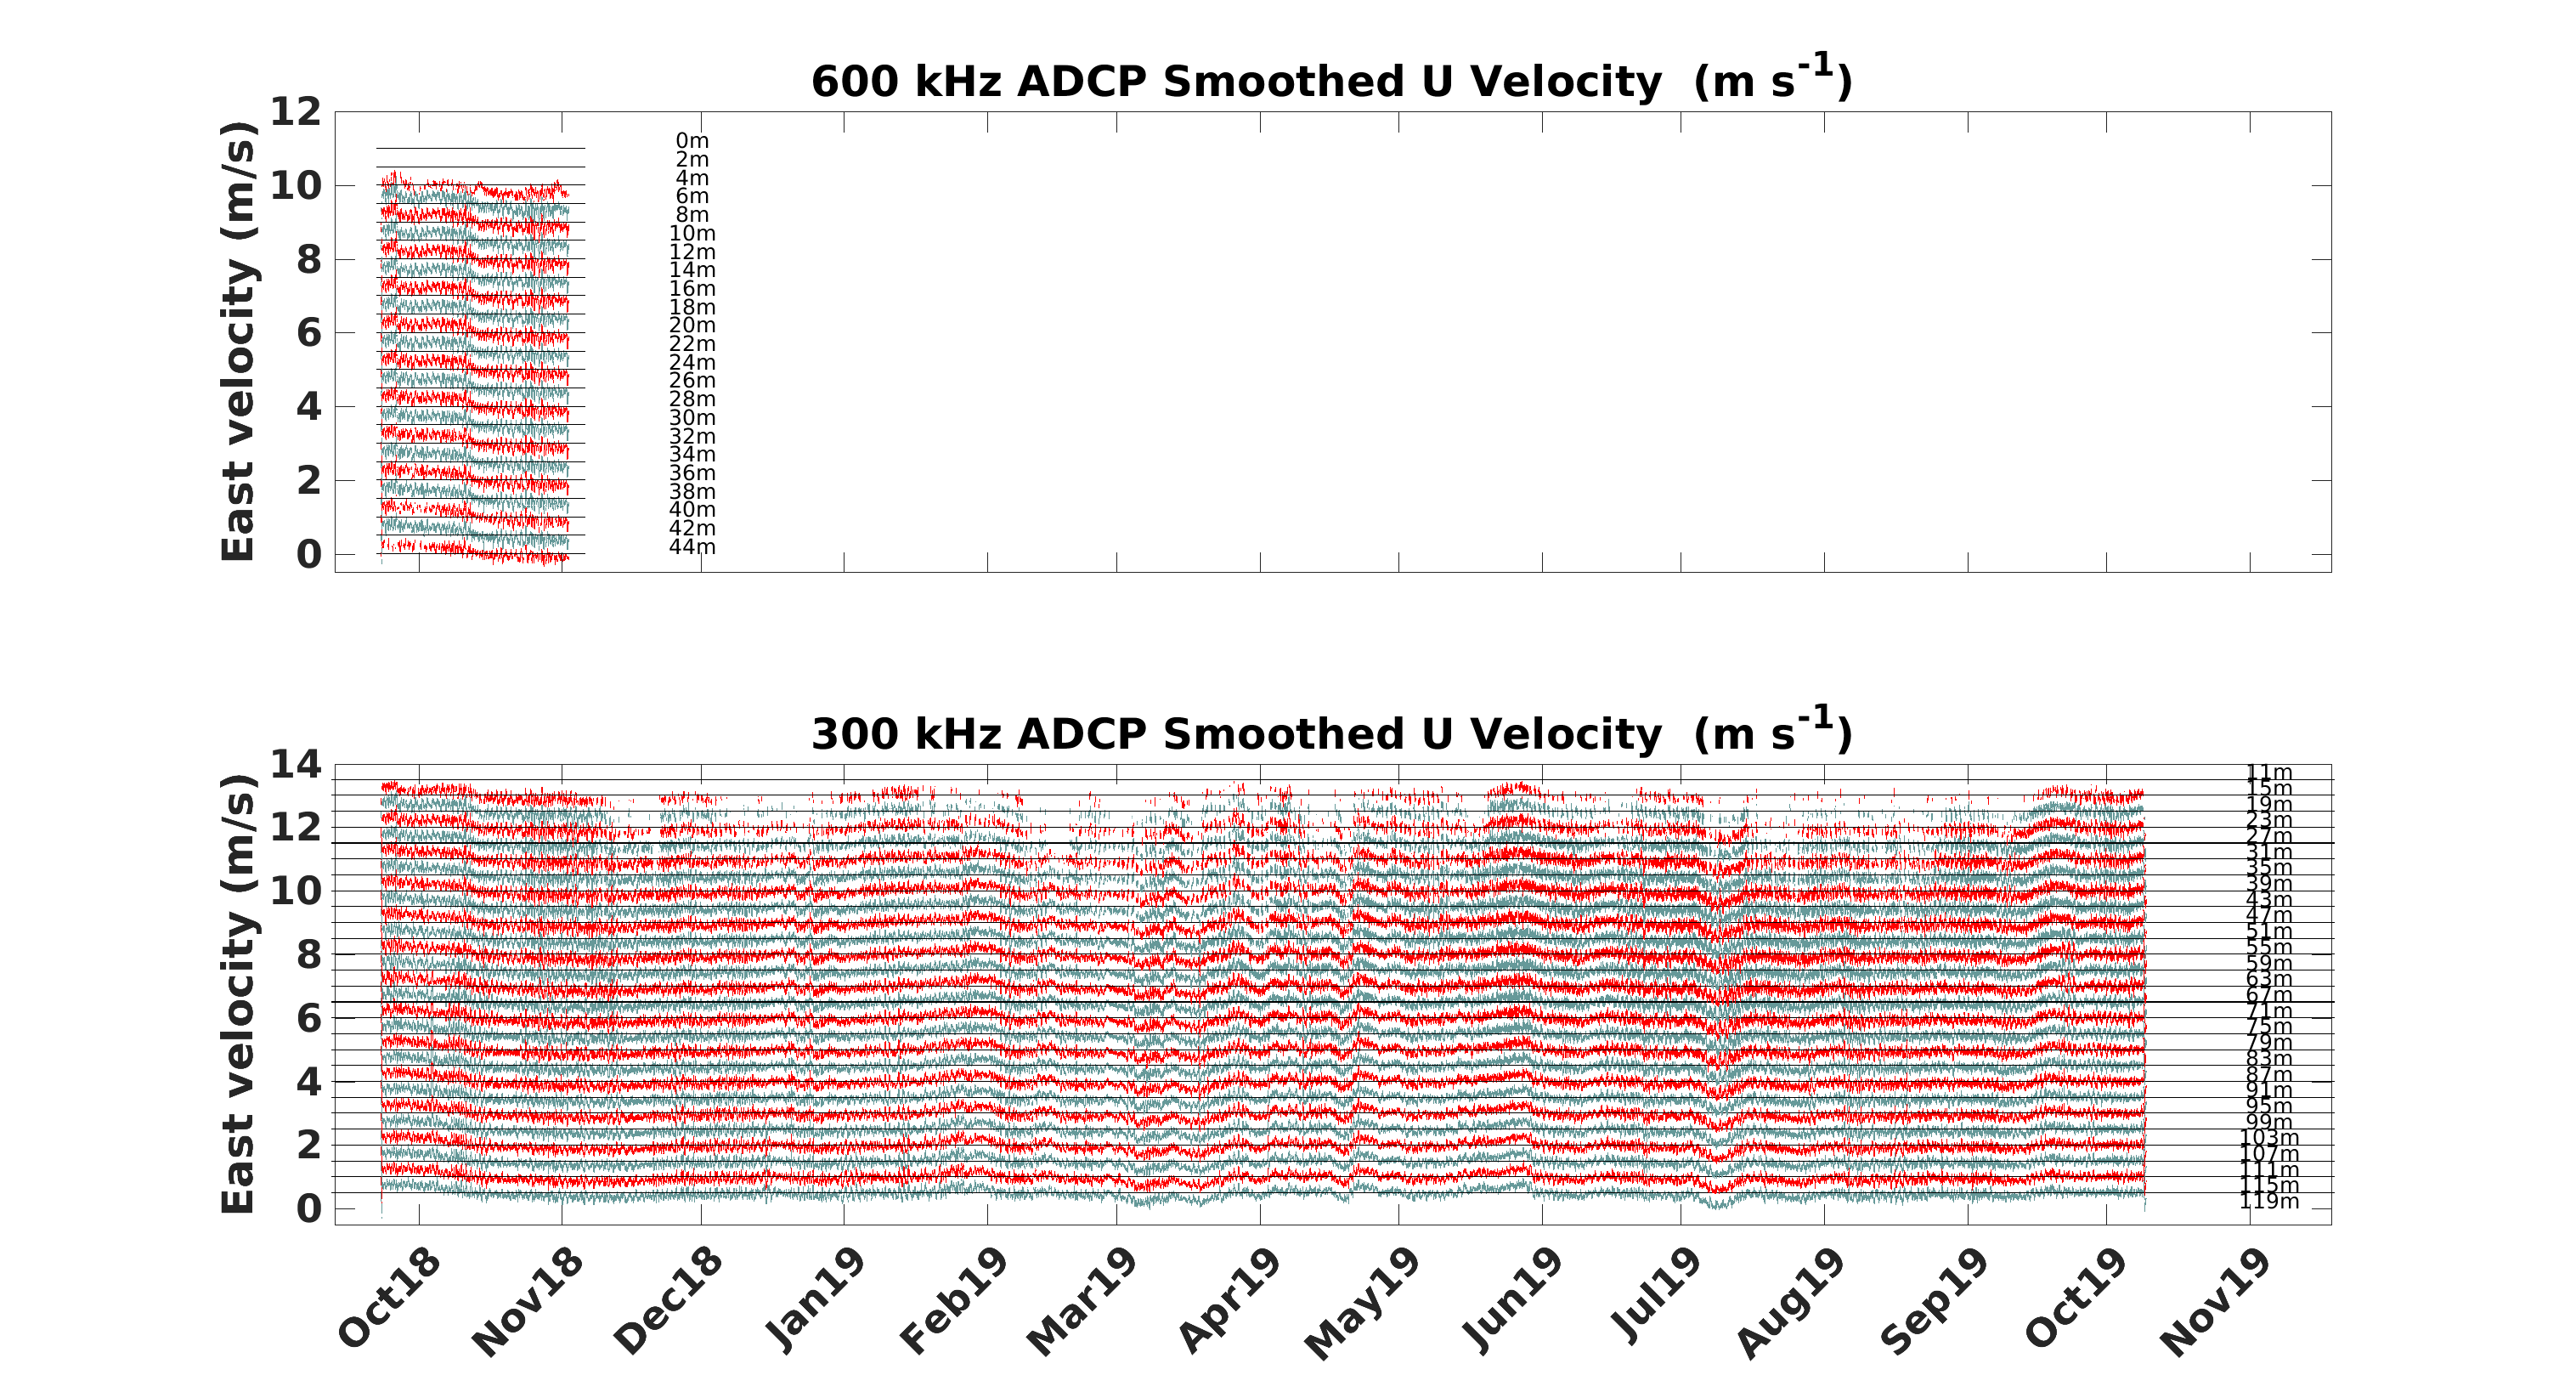 600 kHz ADCP Smoothed U Velocity (m s-1)
East velocity (m/s)
12
10
8
6
4
2
0
0m
2m
4m
6m
8m
10m
12m
14m
16m
18m
20m
22m
24m
26m
28m
30m
32m
34m
36m
38m
40m
42m
44m
300 kHz ADCP Smoothed U Velocity (m s-1)
East velocity (m/s)
14
12
10
8
6
4
2
0
11m
15m
19m
23m
27m
31m
35m
39m
43m
47m
51m
55m
59m
63m
67m
71m
75m
79m
83m
87m
91m
95m
99m
103m
107m
111m
115m
119m
Oct18 Nov18 Dec18 Jan19 Feb19 Mar19 Apr19 May19 Jun19 Jul19 Aug19 Sep19 Oct19 Nov19